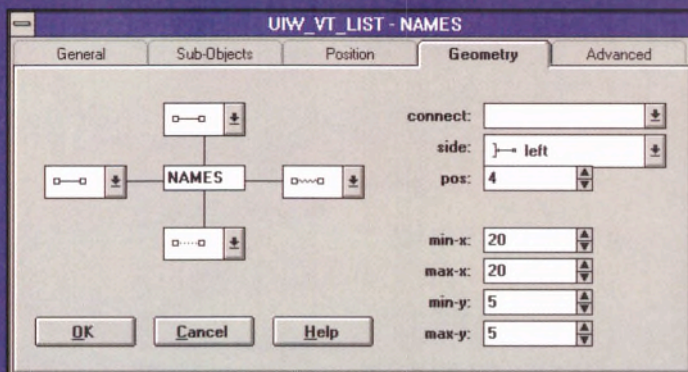 UIW_VT_LIST - NAMES
General
Sub-Objects
Position
Geometry
Advanced
NAMES
connect:
side: left
pos: 4
min-x: 20
max-x: 20
min-y: 5
max-y: 5
OK
Cancel
Help